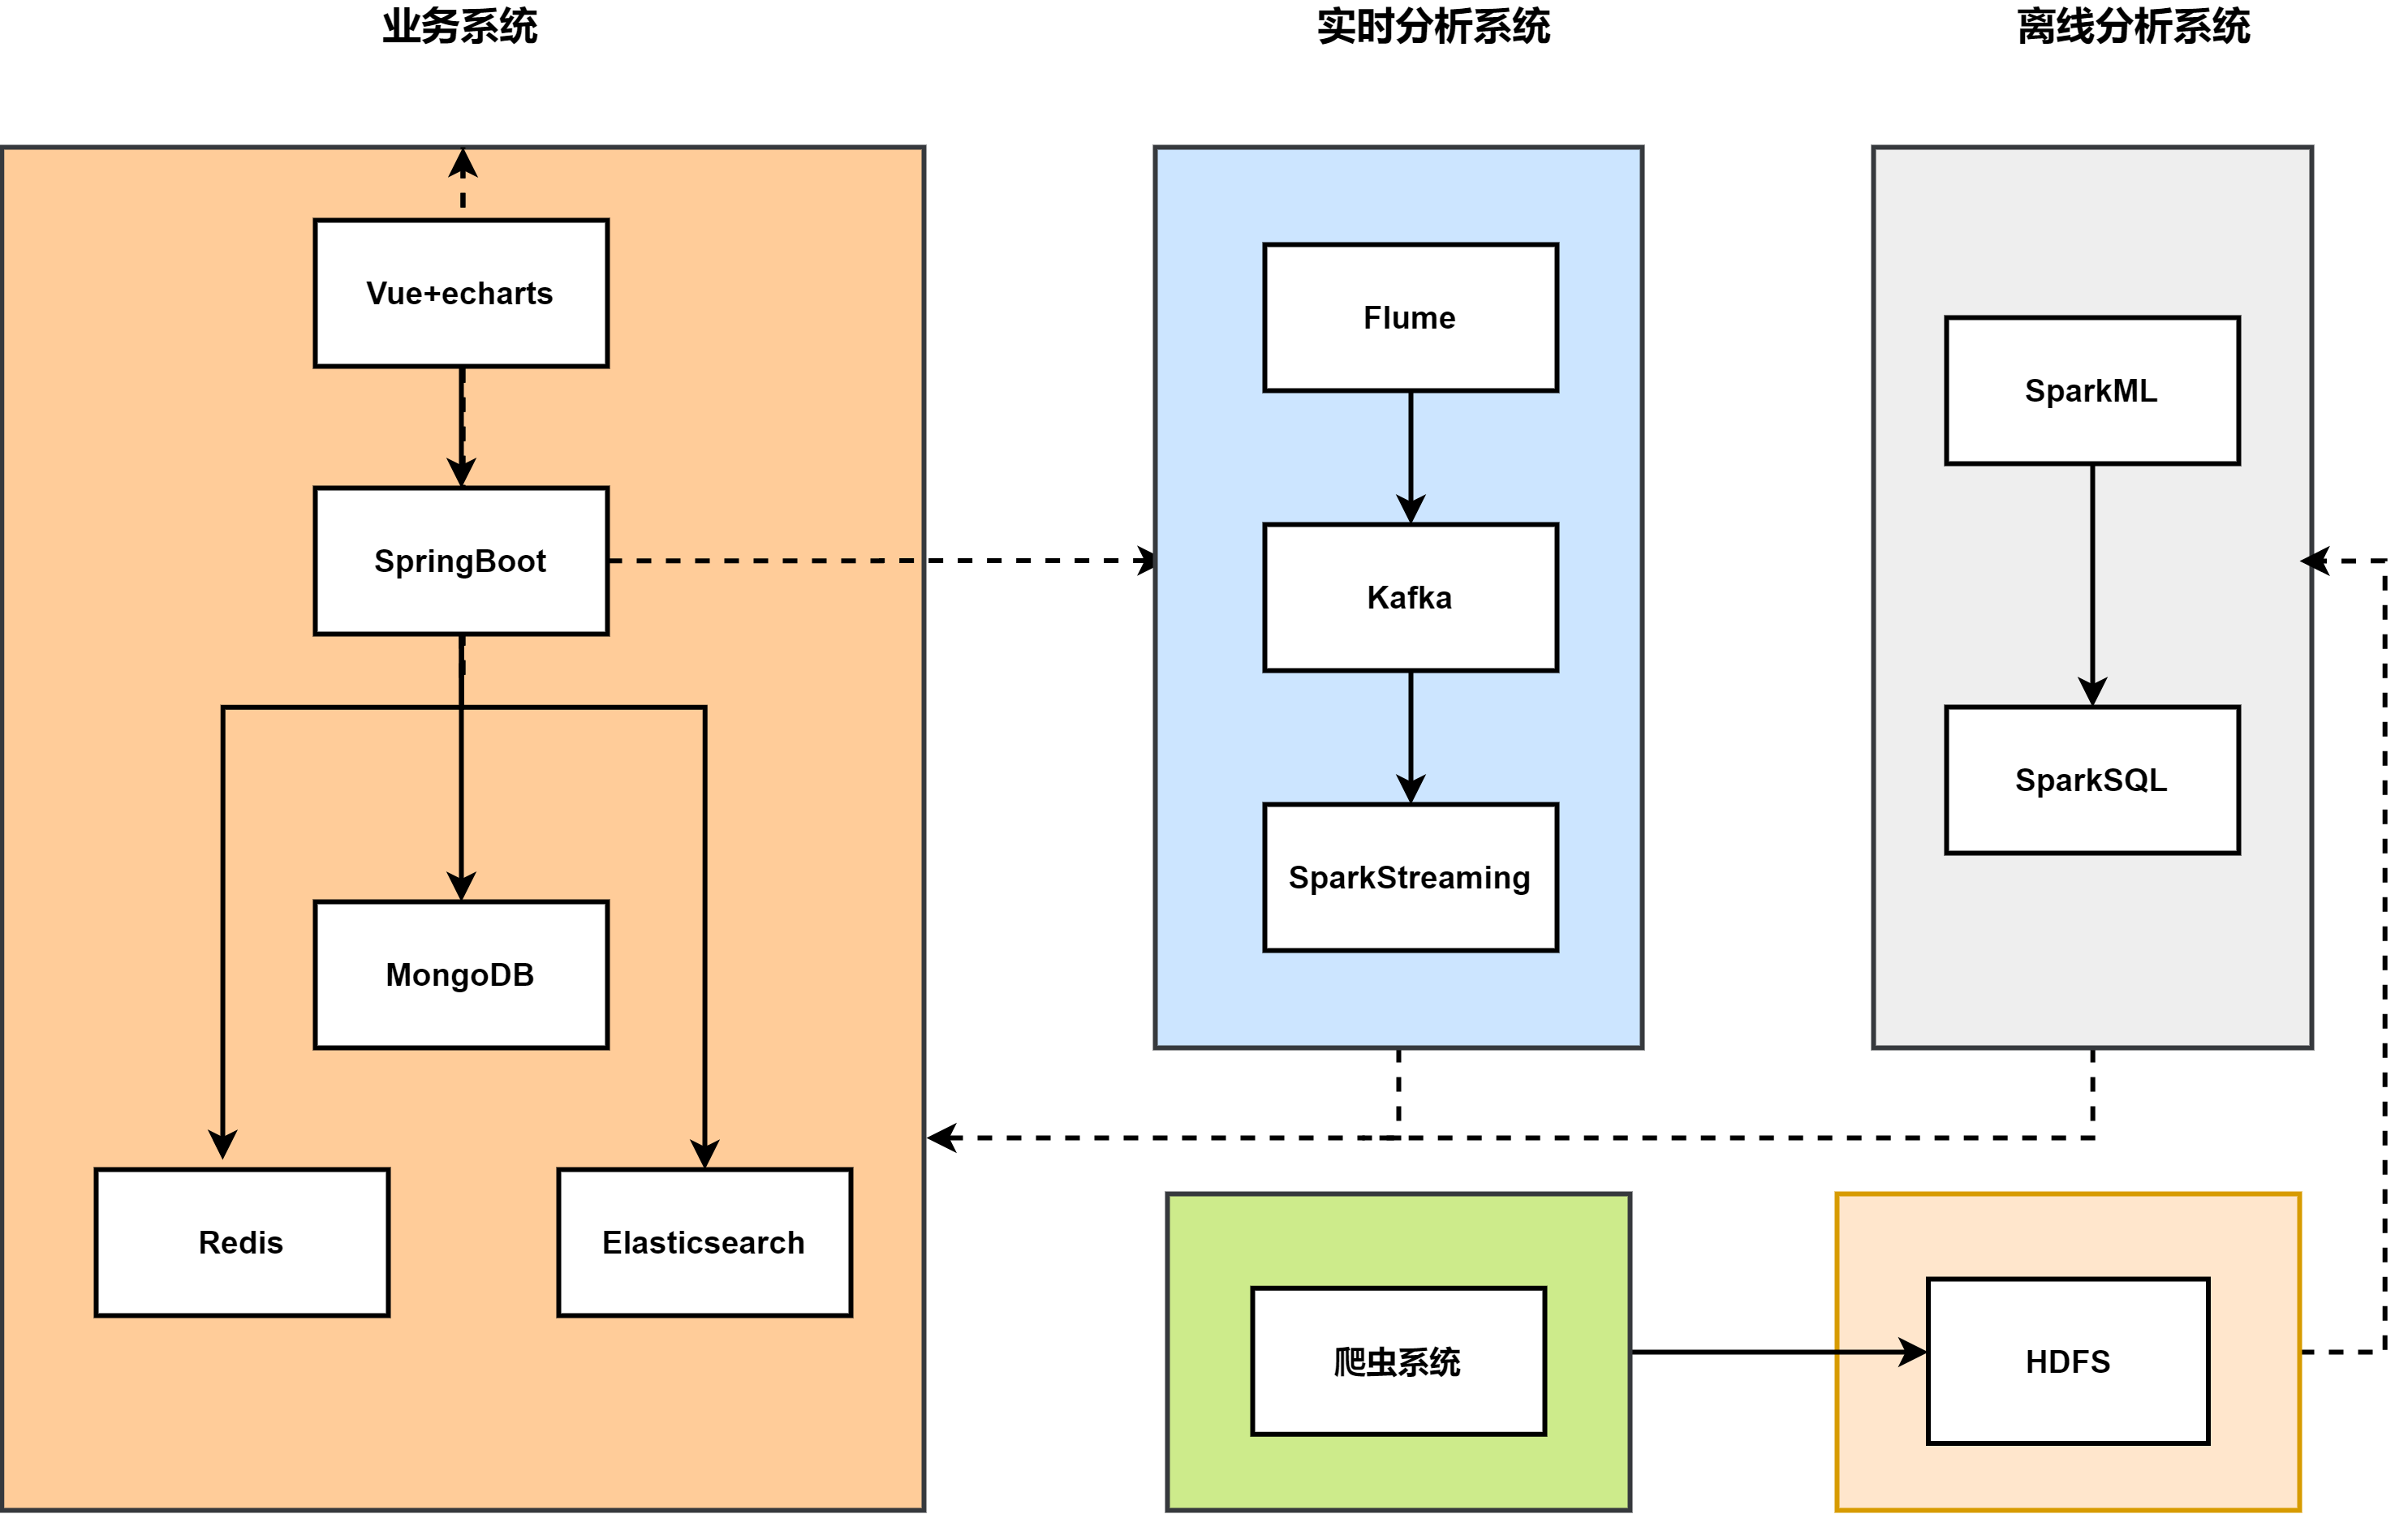 业务系统
实时分析系统
离线分析系统
Vue+echarts
SpringBoot
MongoDB
Redis
Elasticsearch
Flume
Kafka
SparkStreaming
SparkML
SparkSQL
爬虫系统
HDFS